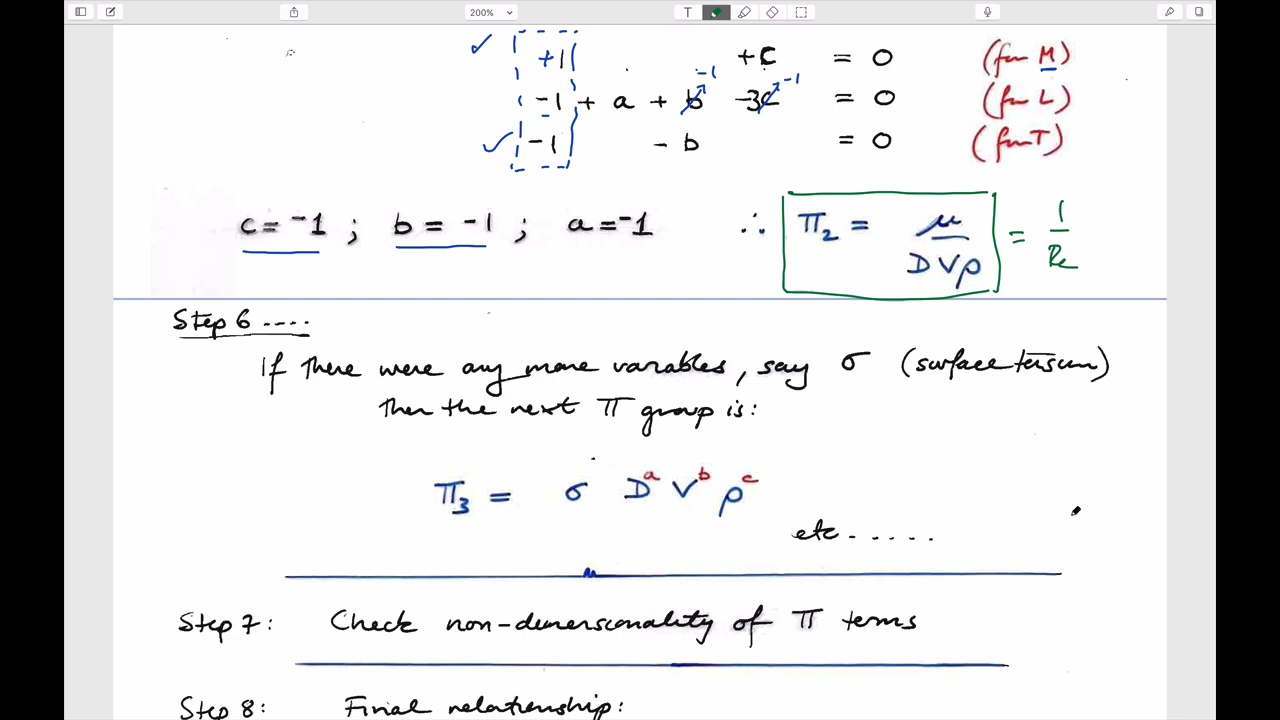 200%
T
+1 +C = 0 (for M)
-1 + a + b -1 -3c -1 = 0 (for L)
-1 - b = 0 (for T)
c = -1 ; b = -1 ; a = -1 ∴ π2 = μ / DVρ = 1 / Re
Step 6 ....
If there were any more variables, say σ (surface tension)
then the next π group is:
π3 = σ D^a V^b ρ^c
etc .....
Step 7: Check non-dimensionality of π terms
Step 8: Final relationship: